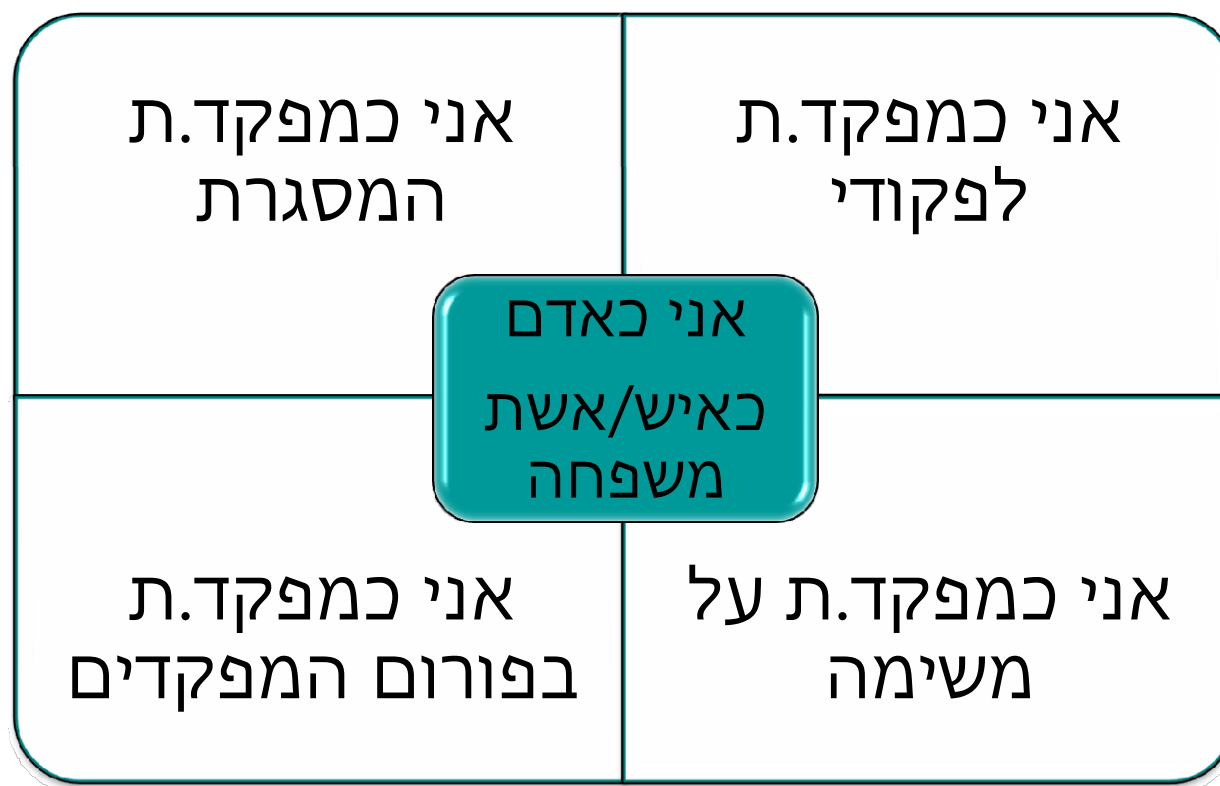 אני כמפקד.ת
לפקודי
אני כמפקד.ת
המסגרת
אני כאדם
כאיש/אשת
משפחה
אני כמפקד.ת על
משימה
אני כמפקד.ת
בפורום המפקדים